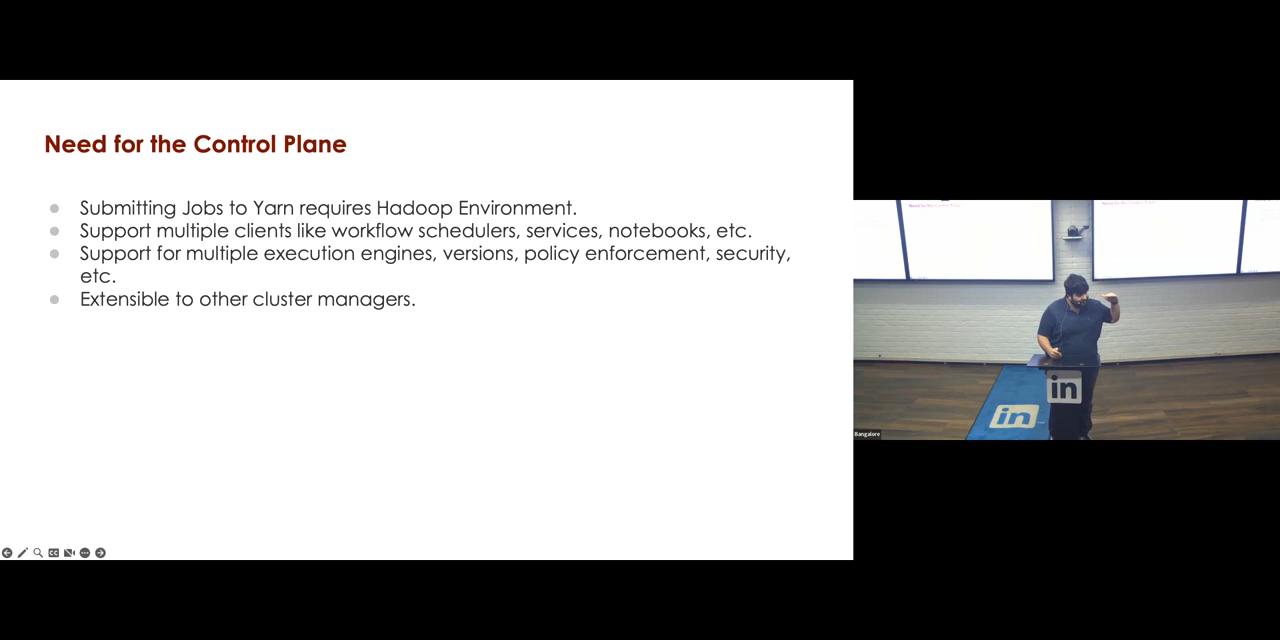 Need for the Control Plane
Submitting Jobs to Yarn requires Hadoop Environment.
Support multiple clients like workflow schedulers, services, notebooks, etc.
Support for multiple execution engines, versions, policy enforcement, security,
etc.
Extensible to other cluster managers.
in
in
Bangalore